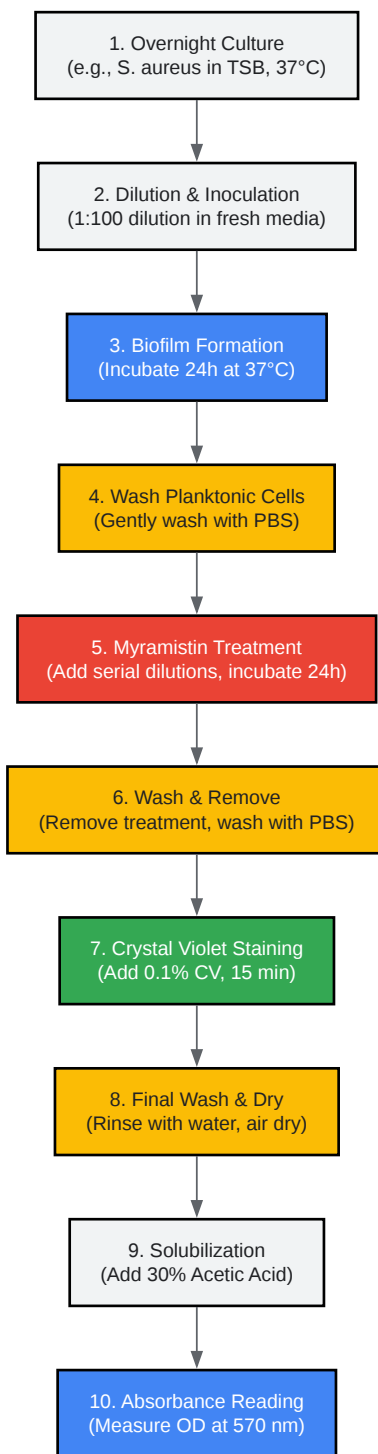 1. Overnight Culture
(e.g., S. aureus in TSB, 37°C)
2. Dilution & Inoculation
(1:100 dilution in fresh media)
3. Biofilm Formation
(Incubate 24h at 37°C)
4. Wash Planktonic Cells
(Gently wash with PBS)
5. Myramistin Treatment
(Add serial dilutions, incubate 24h)
6. Wash & Remove
(Remove treatment, wash with PBS)
7. Crystal Violet Staining
(Add 0.1% CV, 15 min)
8. Final Wash & Dry
(Rinse with water, air dry)
9. Solubilization
(Add 30% Acetic Acid)
10. Absorbance Reading
(Measure OD at 570 nm)